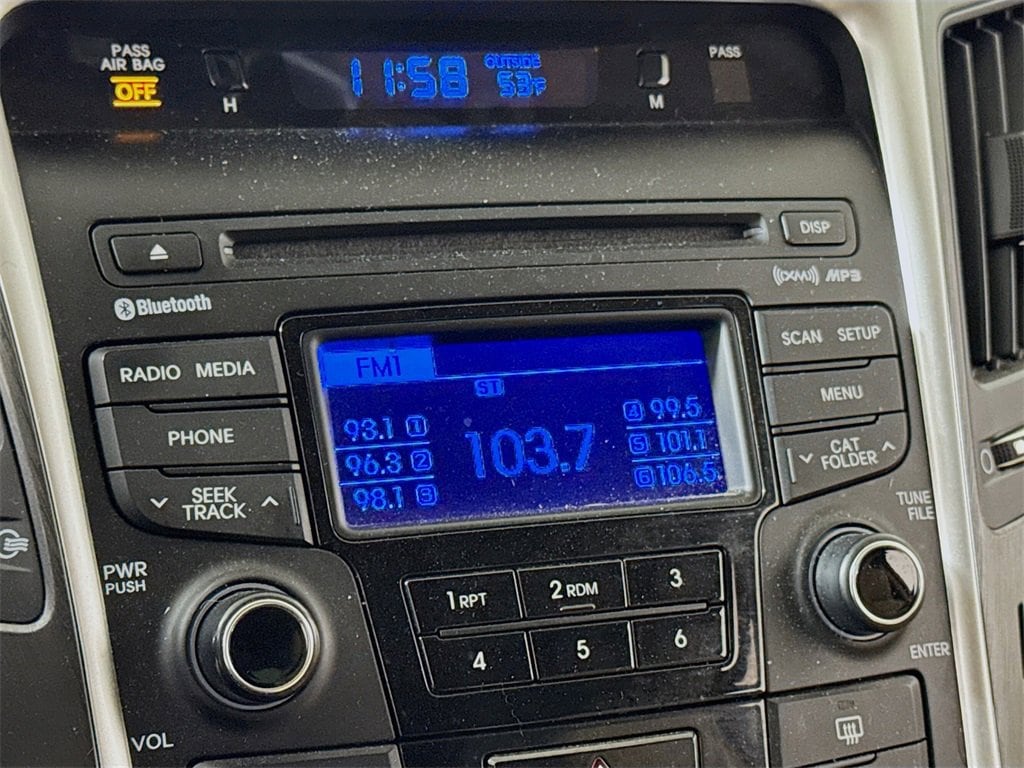 PASS
AIR BAG
OFF
H
11:58
OUTSIDE
53°F
M
PASS
DISP
Bluetooth
((XM)) MP3
RADIO MEDIA
PHONE
SEEK
TRACK
FM1
ST
93.1 1
96.3 2
98.1 3
103.7
4 99.5
5 101.1
6 106.5
SCAN SETUP
MENU
CAT
FOLDER
TUNE
FILE
PWR
PUSH
VOL
1 RPT
2 RDM
3
4
5
6
ENTER